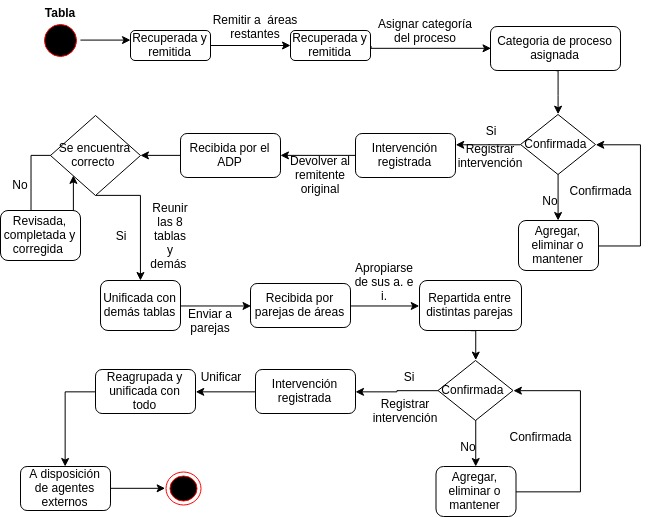 Tabla
Recuperada y
remitida
Remitir a áreas
restantes
Recuperada y
remitida
Asignar categoría
del proceso
Categoria de proceso
asignada
Confirmada
Si
Registrar
intervención
No
Confirmada
Agregar,
eliminar o
mantener
Intervención
registrada
Devolver al
remitente
original
Recibida por el
ADP
Se encuentra
correcto
No
Revisada,
completada y
corregida
Si
Reunir
las 8
tablas
y
demás
Unificada con
demás tablas
Enviar a
parejas
Recibida por
parejas de áreas
Apropiarse
de sus a. e
i.
Repartida entre
distintas parejas
Confirmada
Si
Registrar
intervención
No
Confirmada
Agregar,
eliminar o
mantener
Intervención
registrada
Unificar
Reagrupada y
unificada con
todo
A disposición
de agentes
externos